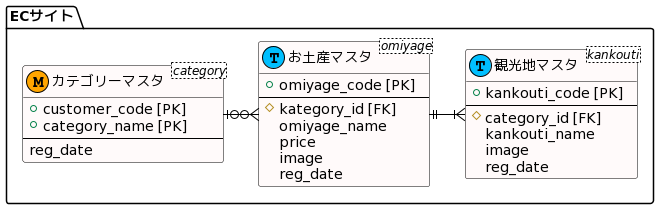 ECサイト
M カテゴリーマスタ category
customer_code [PK]
category_name [PK]
reg_date
T お土産マスタ omiyage
omiyage_code [PK]
kategory_id [FK]
omiyage_name
price
image
reg_date
T 観光地マスタ kankouti
kankouti_code [PK]
category_id [FK]
kankouti_name
image
reg_date